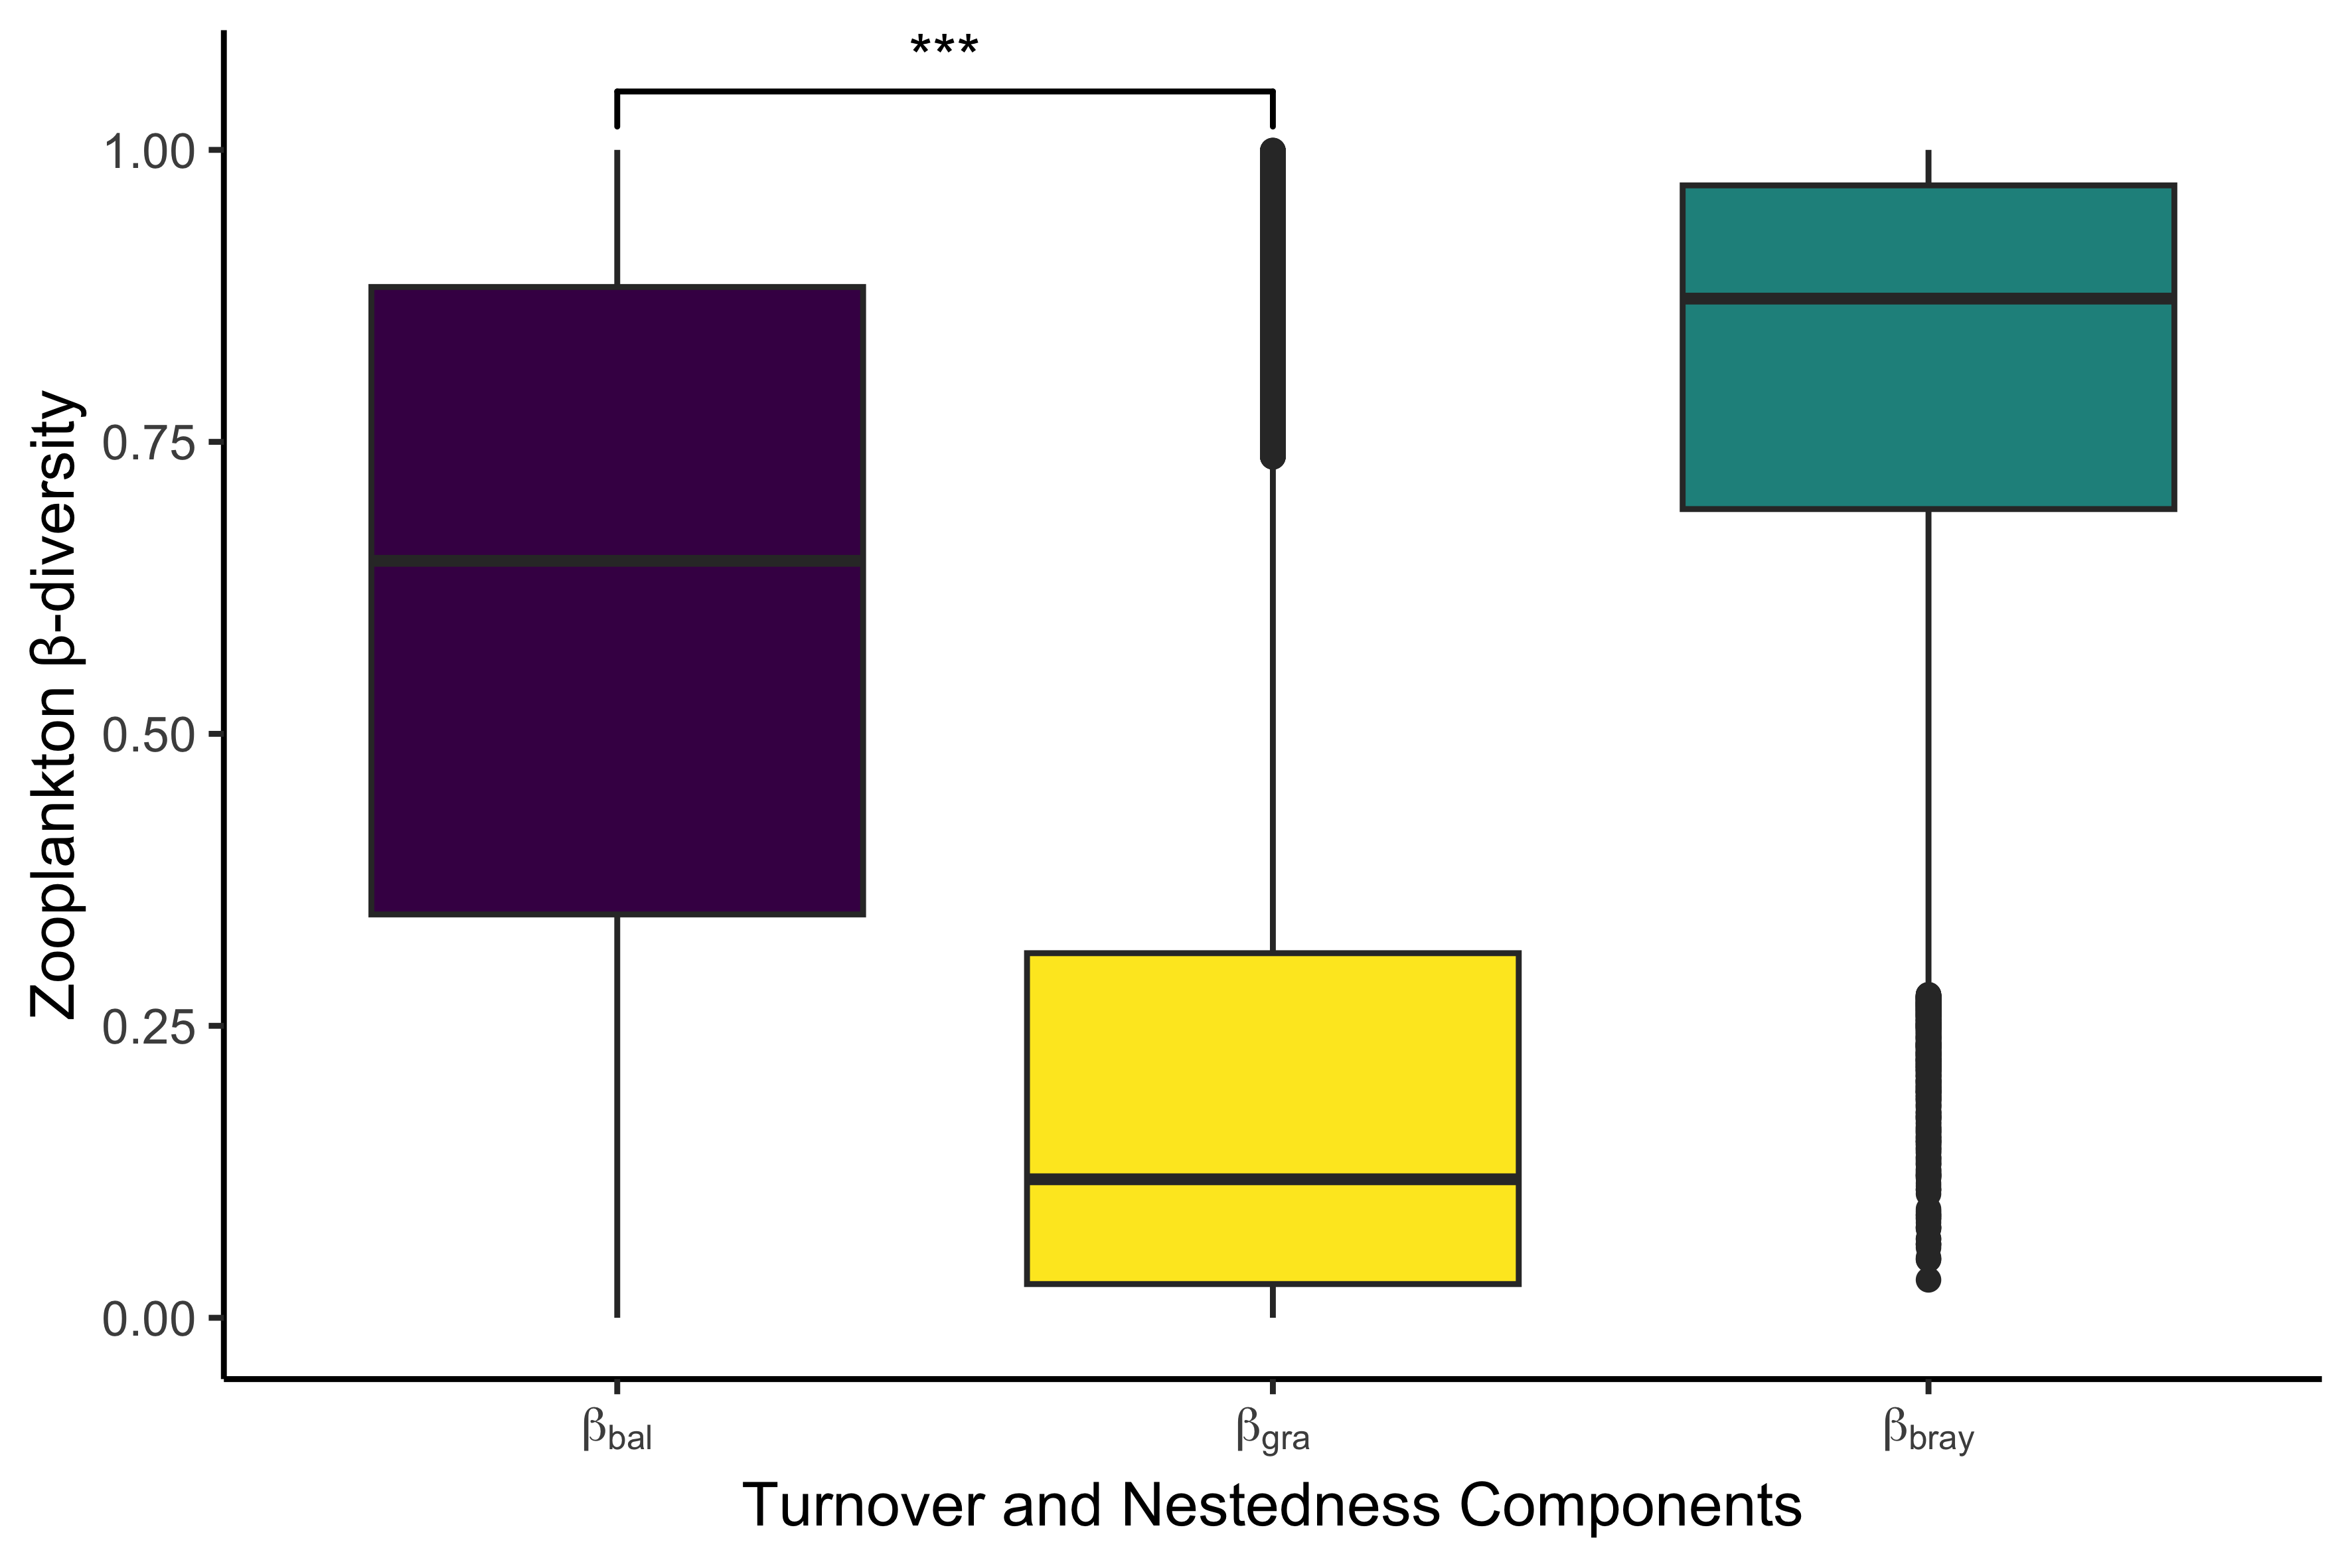 ***
1.00
0.75
0.50
0.25
0.00
Zooplankton β-diversity
βbal
βgra
βbray
Turnover and Nestedness Components